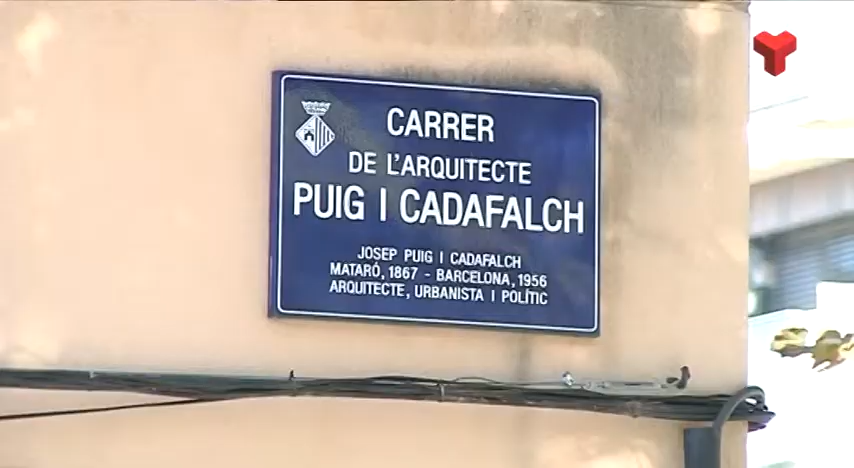 CARRER
DE L'ARQUITECTE
PUIG I CADAFALCH
JOSEP PUIG I CADAFALCH
MATARÓ, 1867 - BARCELONA, 1956
ARQUITECTE, URBANISTA I POLÍTIC